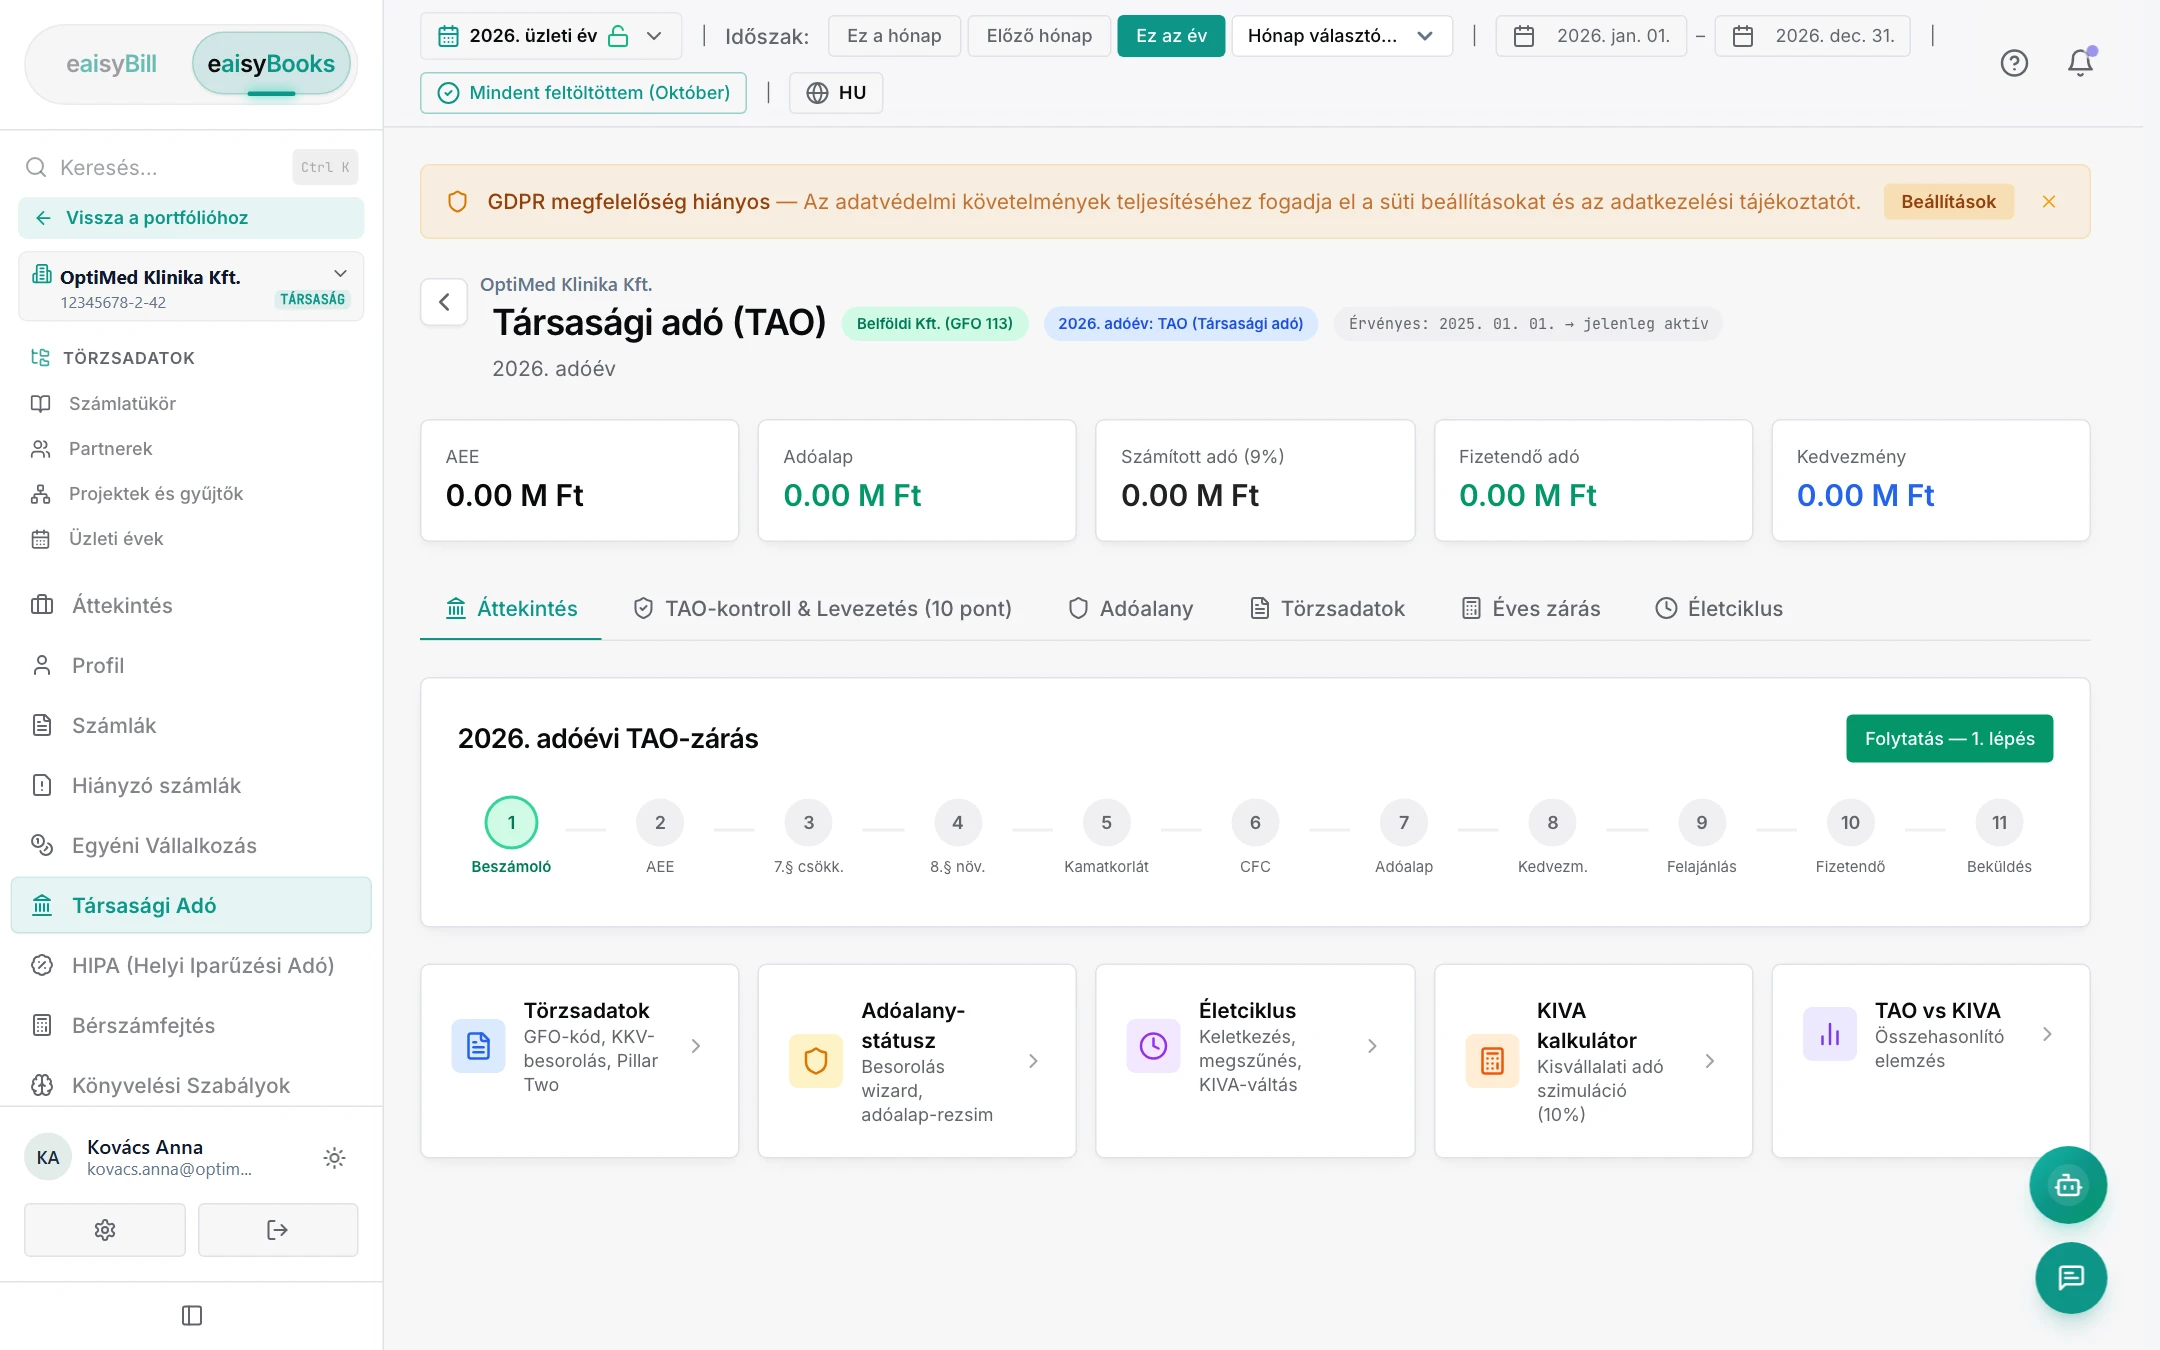 eaisyBill
eaisyBooks
Keresés...
Ctrl K
Vissza a portfólióhoz
OptiMed Klinika Kft.
12345678-2-42
TÁRSASÁG
TÖRZSADATOK
Számlatükör
Partnerek
Projektek és gyűjtők
Üzleti évek
Áttekintés
Profil
Számlák
Hiányzó számlák
Egyéni Vállalkozás
Társasági Adó
HIPA (Helyi Iparűzési Adó)
Bérszámfejtés
Könyvelési Szabályok
KA
Kovács Anna
kovacs.anna@optim...
2026. üzleti év
Időszak:
Ez a hónap
Előző hónap
Ez az év
Hónap választó...
2026. jan. 01.
–
2026. dec. 31.
Mindent feltöltöttem (Október)
HU
GDPR megfelelőség hiányos — Az adatvédelmi követelmények teljesítéséhez fogadja el a süti beállításokat és az adatkezelési tájékoztatót.
Beállítások
OptiMed Klinika Kft.
Társasági adó (TAO)
Belföldi Kft. (GFO 113)
2026. adóév: TAO (Társasági adó)
Érvényes: 2025. 01. 01. → jelenleg aktív
2026. adóév
AEE
0.00 M Ft
Adóalap
0.00 M Ft
Számított adó (9%)
0.00 M Ft
Fizetendő adó
0.00 M Ft
Kedvezmény
0.00 M Ft
Áttekintés
TAO-kontroll & Levezetés (10 pont)
Adóalany
Törzsadatok
Éves zárás
Életciklus
2026. adóévi TAO-zárás
Folytatás — 1. lépés
1
Beszámoló
2
AEE
3
7.§ csökk.
4
8.§ növ.
5
Kamatkorlát
6
CFC
7
Adóalap
8
Kedvezm.
9
Felajánlás
10
Fizetendő
11
Beküldés
Törzsadatok
GFO-kód, KKV-
besorolás, Pillar
Two
Adóalany-
státusz
Besorolás
wizard,
adóalap-rezsim
Életciklus
Keletkezés,
megszűnés,
KIVA-váltás
KIVA
kalkulátor
Kisvállalati adó
szimuláció
(10%)
TAO vs KIVA
Összehasonlító
elemzés